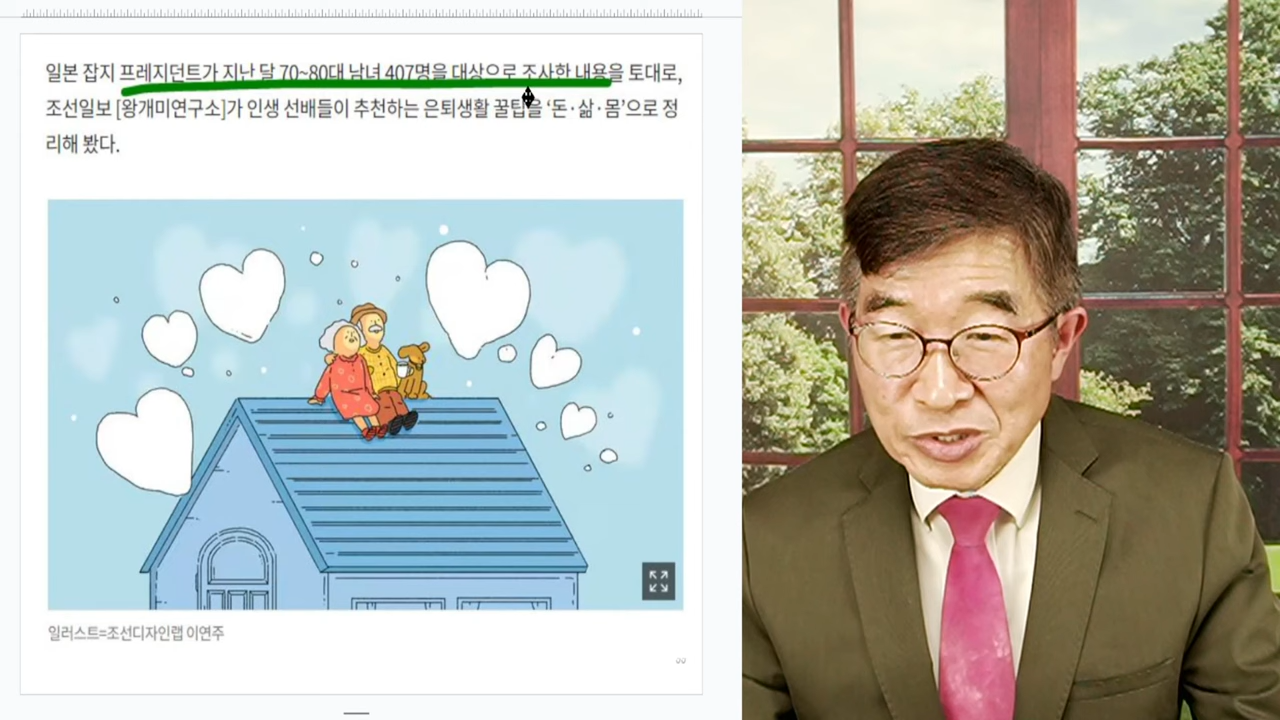 일본 잡지 프레지던트가 지난 달 70~80대 남녀 407명을 대상으로 조사한 내용을 토대로,
조선일보 [왕개미연구소]가 인생 선배들이 추천하는 은퇴생활 꿀팁을 ‘돈·삶·몸’으로 정
리해 봤다.
일러스트=조선디자인랩 이연주